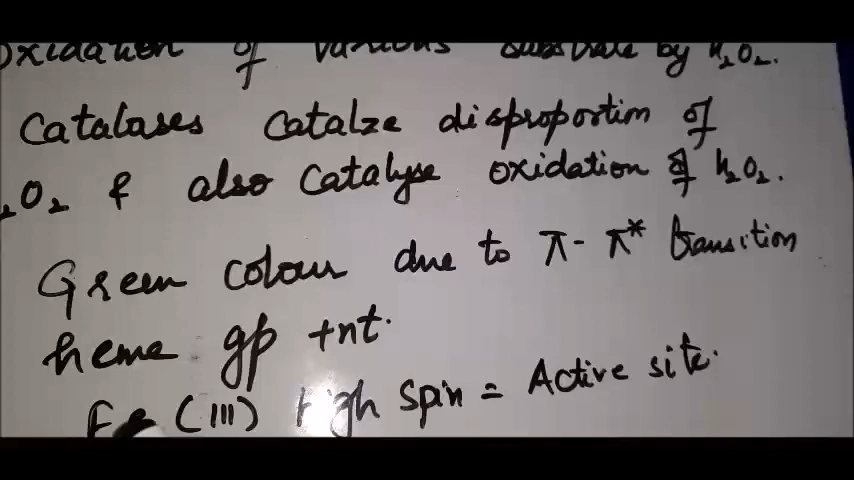 Oxidation of various substrate by H2O2.
Catalases catalze disproportion of
2O2 & also catalyse oxidation of H2O2.
Green colour due to π-π* transition
heme gp +nt.
Fe (III) High spin = Active site.